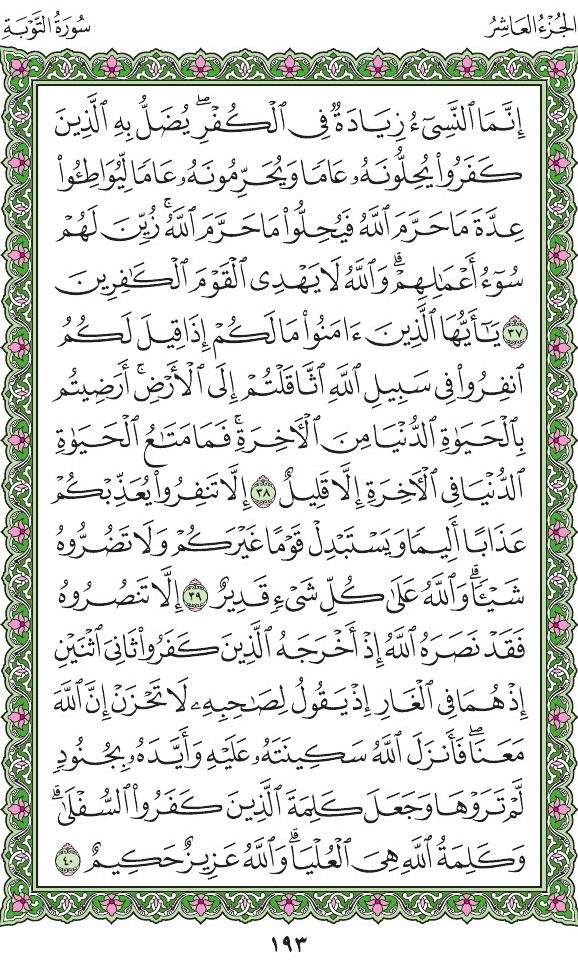 الجُزْءُ العَاشِرُ
سُورَةُ التَّوْبَةِ
إِنَّمَا ٱلنَّسِىٓءُ زِيَادَةٌ فِى ٱلْكُفْرِ ۖ يُضَلُّ بِهِ ٱلَّذِينَ
كَفَرُوا۟ يُحِلُّونَهُۥ عَامًا وَيُحَرِّمُونَهُۥ عَامًا لِّيُوَاطِـُٔوا۟
عِدَّةَ مَا حَرَّمَ ٱللَّهُ فَيُحِلُّوا۟ مَا حَرَّمَ ٱللَّهُ ۚ زُيِّنَ لَهُمْ
سُوٓءُ أَعْمَـٰلِهِمْ ۗ وَٱللَّهُ لَا يَهْدِى ٱلْقَوْمَ ٱلْكَـٰفِرِينَ
٣٧ يَـٰٓأَيُّهَا ٱلَّذِينَ ءَامَنُوا۟ مَا لَكُمْ إِذَا قِيلَ لَكُمُ
ٱنفِرُوا۟ فِى سَبِيلِ ٱللَّهِ ٱثَّاقَلْتُمْ إِلَى ٱلْأَرْضِ ۚ أَرَضِيتُم
بِٱلْحَيَوٰةِ ٱلدُّنْيَا مِنَ ٱلْـَٔاخِرَةِ ۚ فَمَا مَتَـٰعُ ٱلْحَيَوٰةِ
ٱلدُّنْيَا فِى ٱلْـَٔاخِرَةِ إِلَّا قَلِيلٌ ٣٨ إِلَّا تَنفِرُوا۟ يُعَذِّبْكُمْ
عَذَابًا أَلِيمًا وَيَسْتَبْدِلْ قَوْمًا غَيْرَكُمْ وَلَا تَضُرُّوهُ
شَيْـًٔا ۗ وَٱللَّهُ عَلَىٰ كُلِّ شَىْءٍ قَدِيرٌ ٣٩ إِلَّا تَنصُرُوهُ
فَقَدْ نَصَرَهُ ٱللَّهُ إِذْ أَخْرَجَهُ ٱلَّذِينَ كَفَرُوا۟ ثَانِىَ ٱثْنَيْنِ
إِذْ هُمَا فِى ٱلْغَارِ إِذْ يَقُولُ لِصَـٰحِبِهِۦ لَا تَحْزَنْ إِنَّ ٱللَّهَ
مَعَنَا ۖ فَأَنزَلَ ٱللَّهُ سَكِينَتَهُۥ عَلَيْهِ وَأَيَّدَهُۥ بِجُنُودٍ
لَّمْ تَرَوْهَا وَجَعَلَ كَلِمَةَ ٱلَّذِينَ كَفَرُوا۟ ٱلسُّفْلَىٰ ۗ
وَكَلِمَةُ ٱللَّهِ هِىَ ٱلْعُلْيَا ۗ وَٱللَّهُ عَزِيزٌ حَكِيمٌ ٤٠
١٩٣